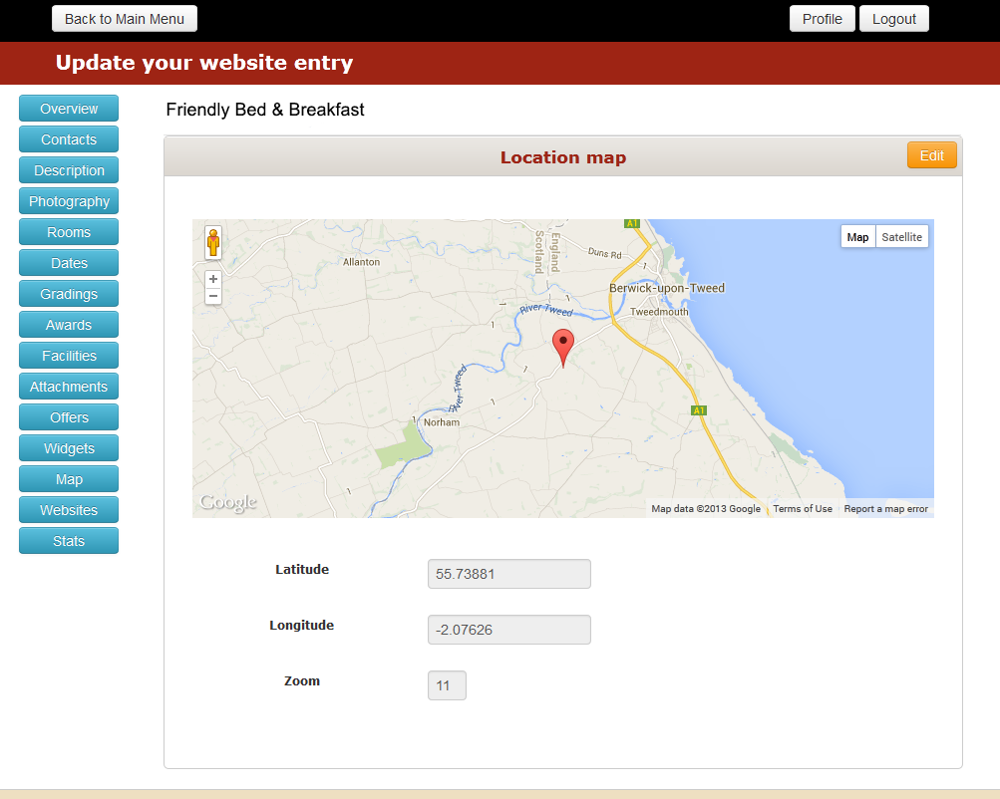 Back to Main Menu
Profile
Logout
Update your website entry
Overview
Contacts
Description
Photography
Rooms
Dates
Gradings
Awards
Facilities
Attachments
Offers
Widgets
Map
Websites
Stats
Friendly Bed & Breakfast
Location map
Edit
A1
Map
Satellite
England
Scotland
Duns Rd
Allanton
Berwick-upon-Tweed
River Tweed
Tweedmouth
River Tweed
A1
Norham
+
−
Google
Map data ©2013 Google
Terms of Use
Report a map error
Latitude
55.73881
Longitude
-2.07626
Zoom
11